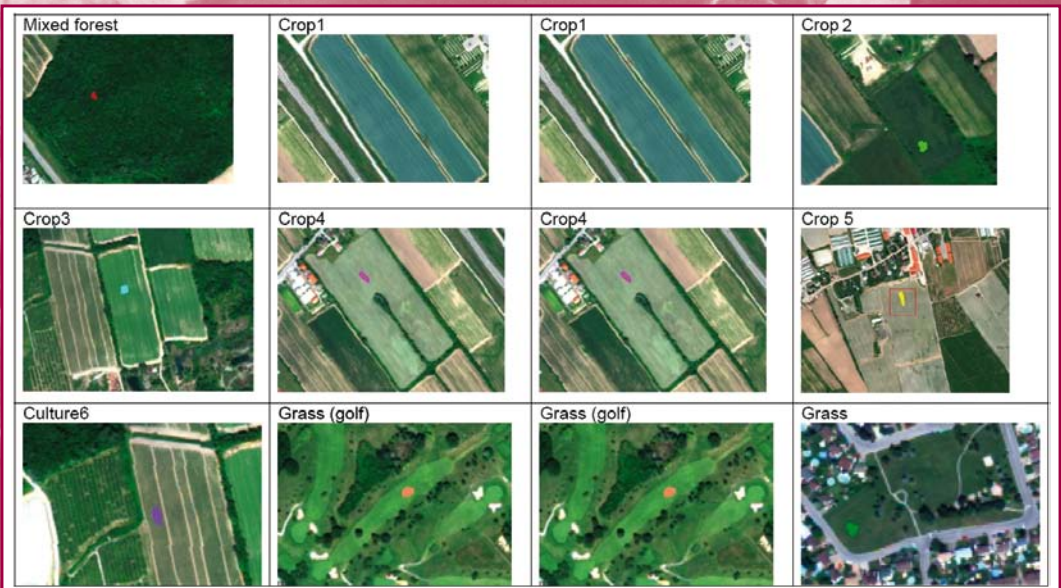 Mixed forest
Crop1
Crop1
Crop 2
Crop3
Crop4
Crop4
Crop 5
Culture6
Grass (golf)
Grass (golf)
Grass